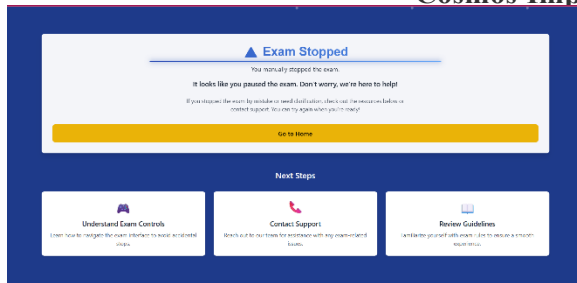 Exam Stopped
You manually stopped the exam.
It looks like you paused the exam. Don't worry, we're here to help!
If you stopped the exam by mistake or need clarification, check out the resources below or
contact support. You can try again when you're ready!
Go to Home
Next Steps
Understand Exam Controls
Learn how to navigate the exam interface to avoid accidental
stops.
Contact Support
Reach out to our team for assistance with any exam-related
issues.
Review Guidelines
Familiarize yourself with exam rules to ensure a smooth
experience.